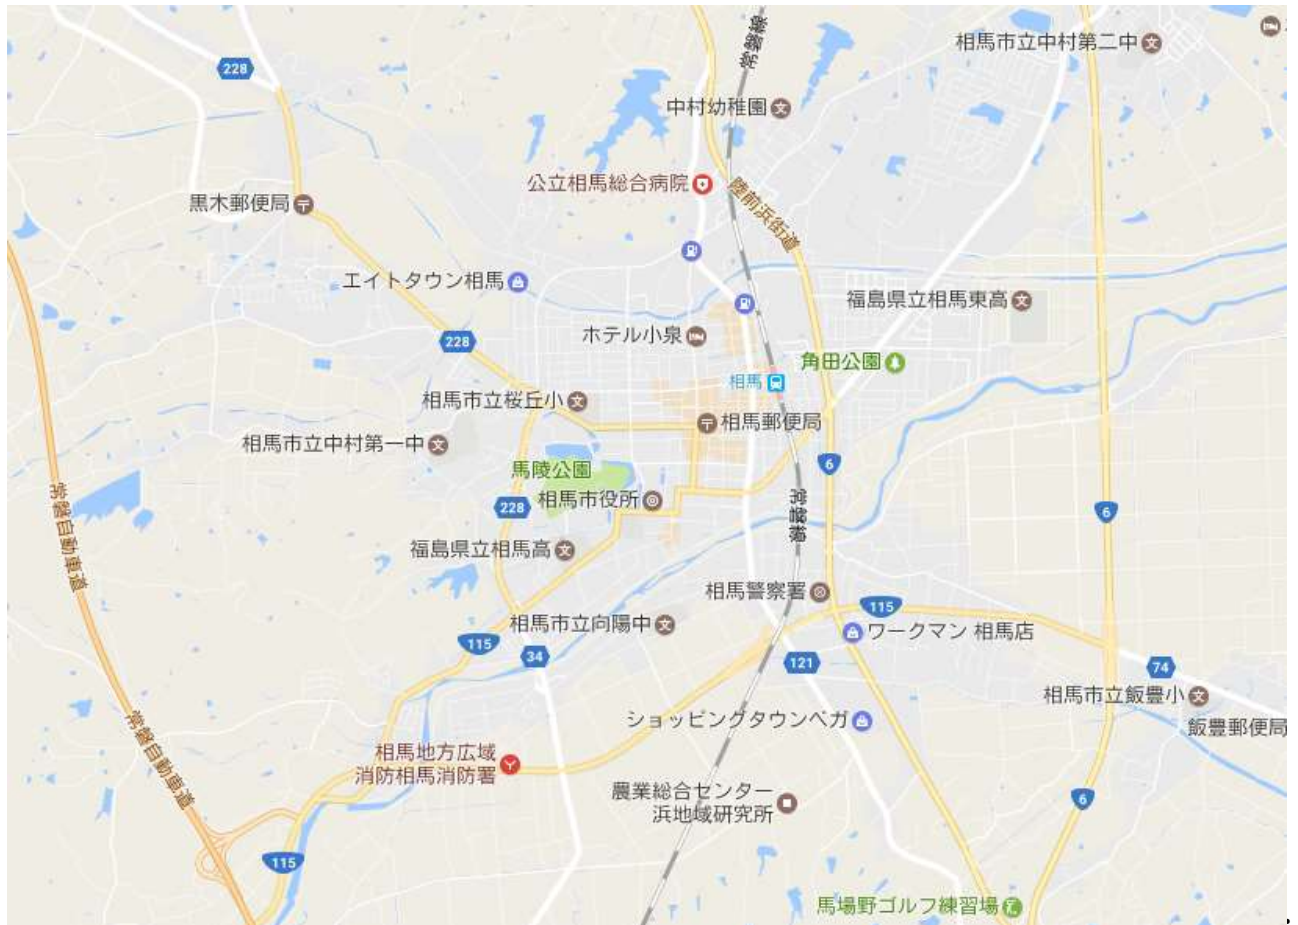 常磐線
相馬市立中村第二中
228
中村幼稚園
公立相馬総合病院
陸前浜街道
黒木郵便局
エイトタウン相馬
福島県立相馬東高
ホテル小泉
228
角田公園
相馬
相馬市立桜丘小
相馬郵便局
相馬市立中村第一中
馬陵公園
6
228
相馬市役所
常磐自動車道
常磐線
6
福島県立相馬高
相馬警察署
115
相馬市立向陽中
ワークマン 相馬店
115
34
121
74
相馬市立飯豊小
ショッピングタウンベガ
飯豊郵便局
常磐自動車道
相馬地方広域
消防相馬消防署
農業総合センター
浜地域研究所
6
115
馬場野ゴルフ練習場